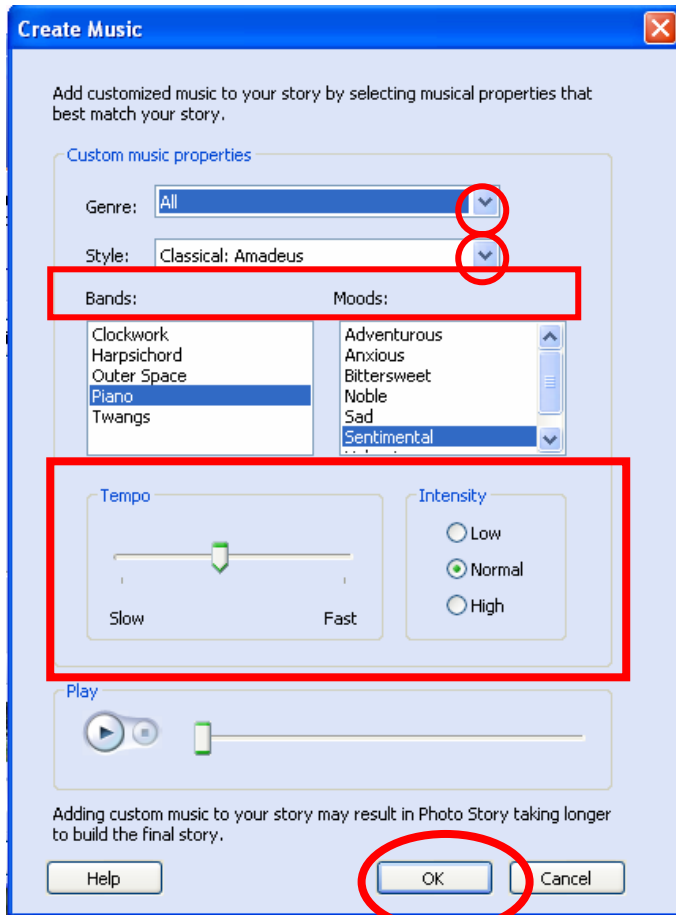 Create Music
Add customized music to your story by selecting musical properties that
best match your story.
Custom music properties
Genre: All
Style: Classical: Amadeus
Bands: Moods:
Clockwork
Harpsichord
Outer Space
Piano
Twangs
Adventurous
Anxious
Bittersweet
Noble
Sad
Sentimental
Tempo
Slow Fast
Intensity
Low
Normal
High
Play
Adding custom music to your story may result in Photo Story taking longer
to build the final story.
Help OK Cancel